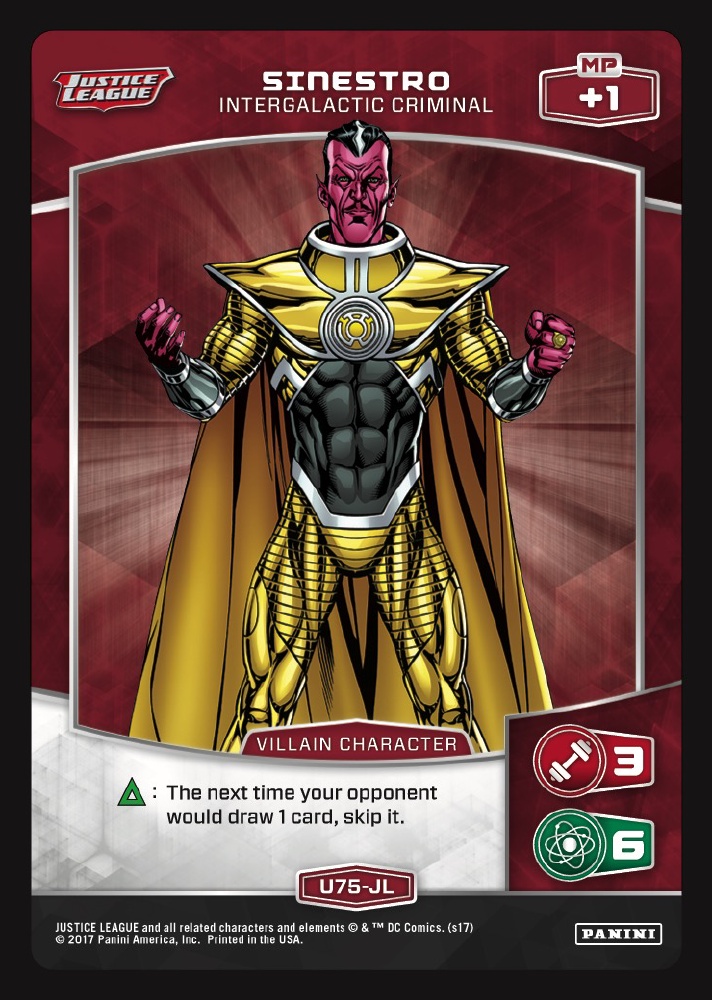 JUSTICE
LEAGUE
SINESTRO
INTERGALACTIC CRIMINAL
MP
+1
VILLAIN CHARACTER
: The next time your opponent
would draw 1 card, skip it.
3
6
U75-JL
JUSTICE LEAGUE and all related characters and elements © & ™ DC Comics. (s17)
© 2017 Panini America, Inc. Printed in the USA.
PANINI